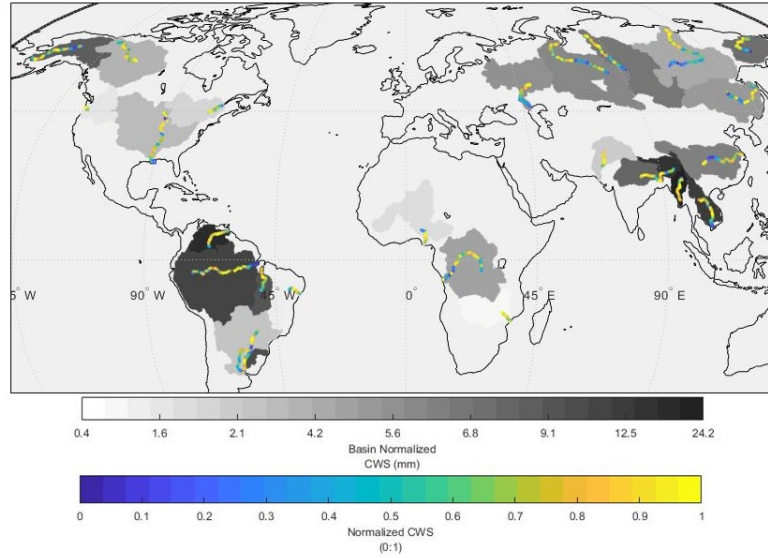 5° W 90° W 45° W 0° 45° E 90° E
0.4 1.6 2.1 4.2 5.6 6.8 9.1 12.5 24.2
Basin Normalized
CWS (mm)
0 0.1 0.2 0.3 0.4 0.5 0.6 0.7 0.8 0.9 1
Normalized CWS
(0:1)